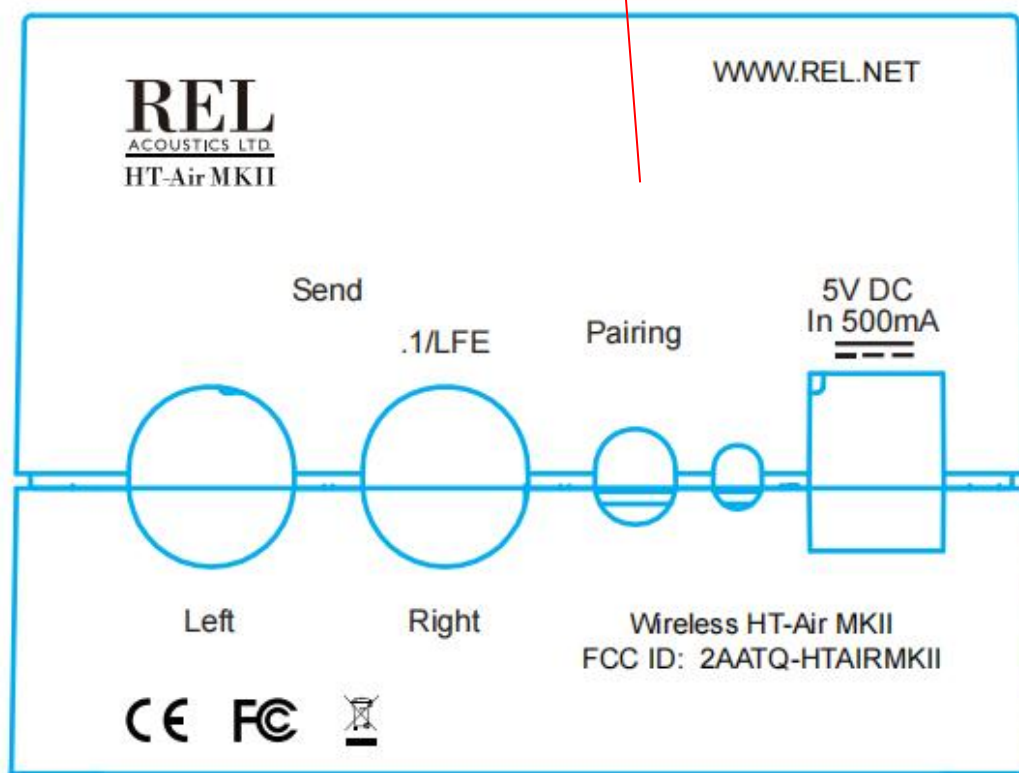 WWW.REL.NET
REL
ACOUSTICS LTD.
HT-Air MKII
Send
.1/LFE
Pairing
5V DC
In 500mA
Left
Right
Wireless HT-Air MKII
FCC ID: 2AATQ-HTAIRMKII
CE FC